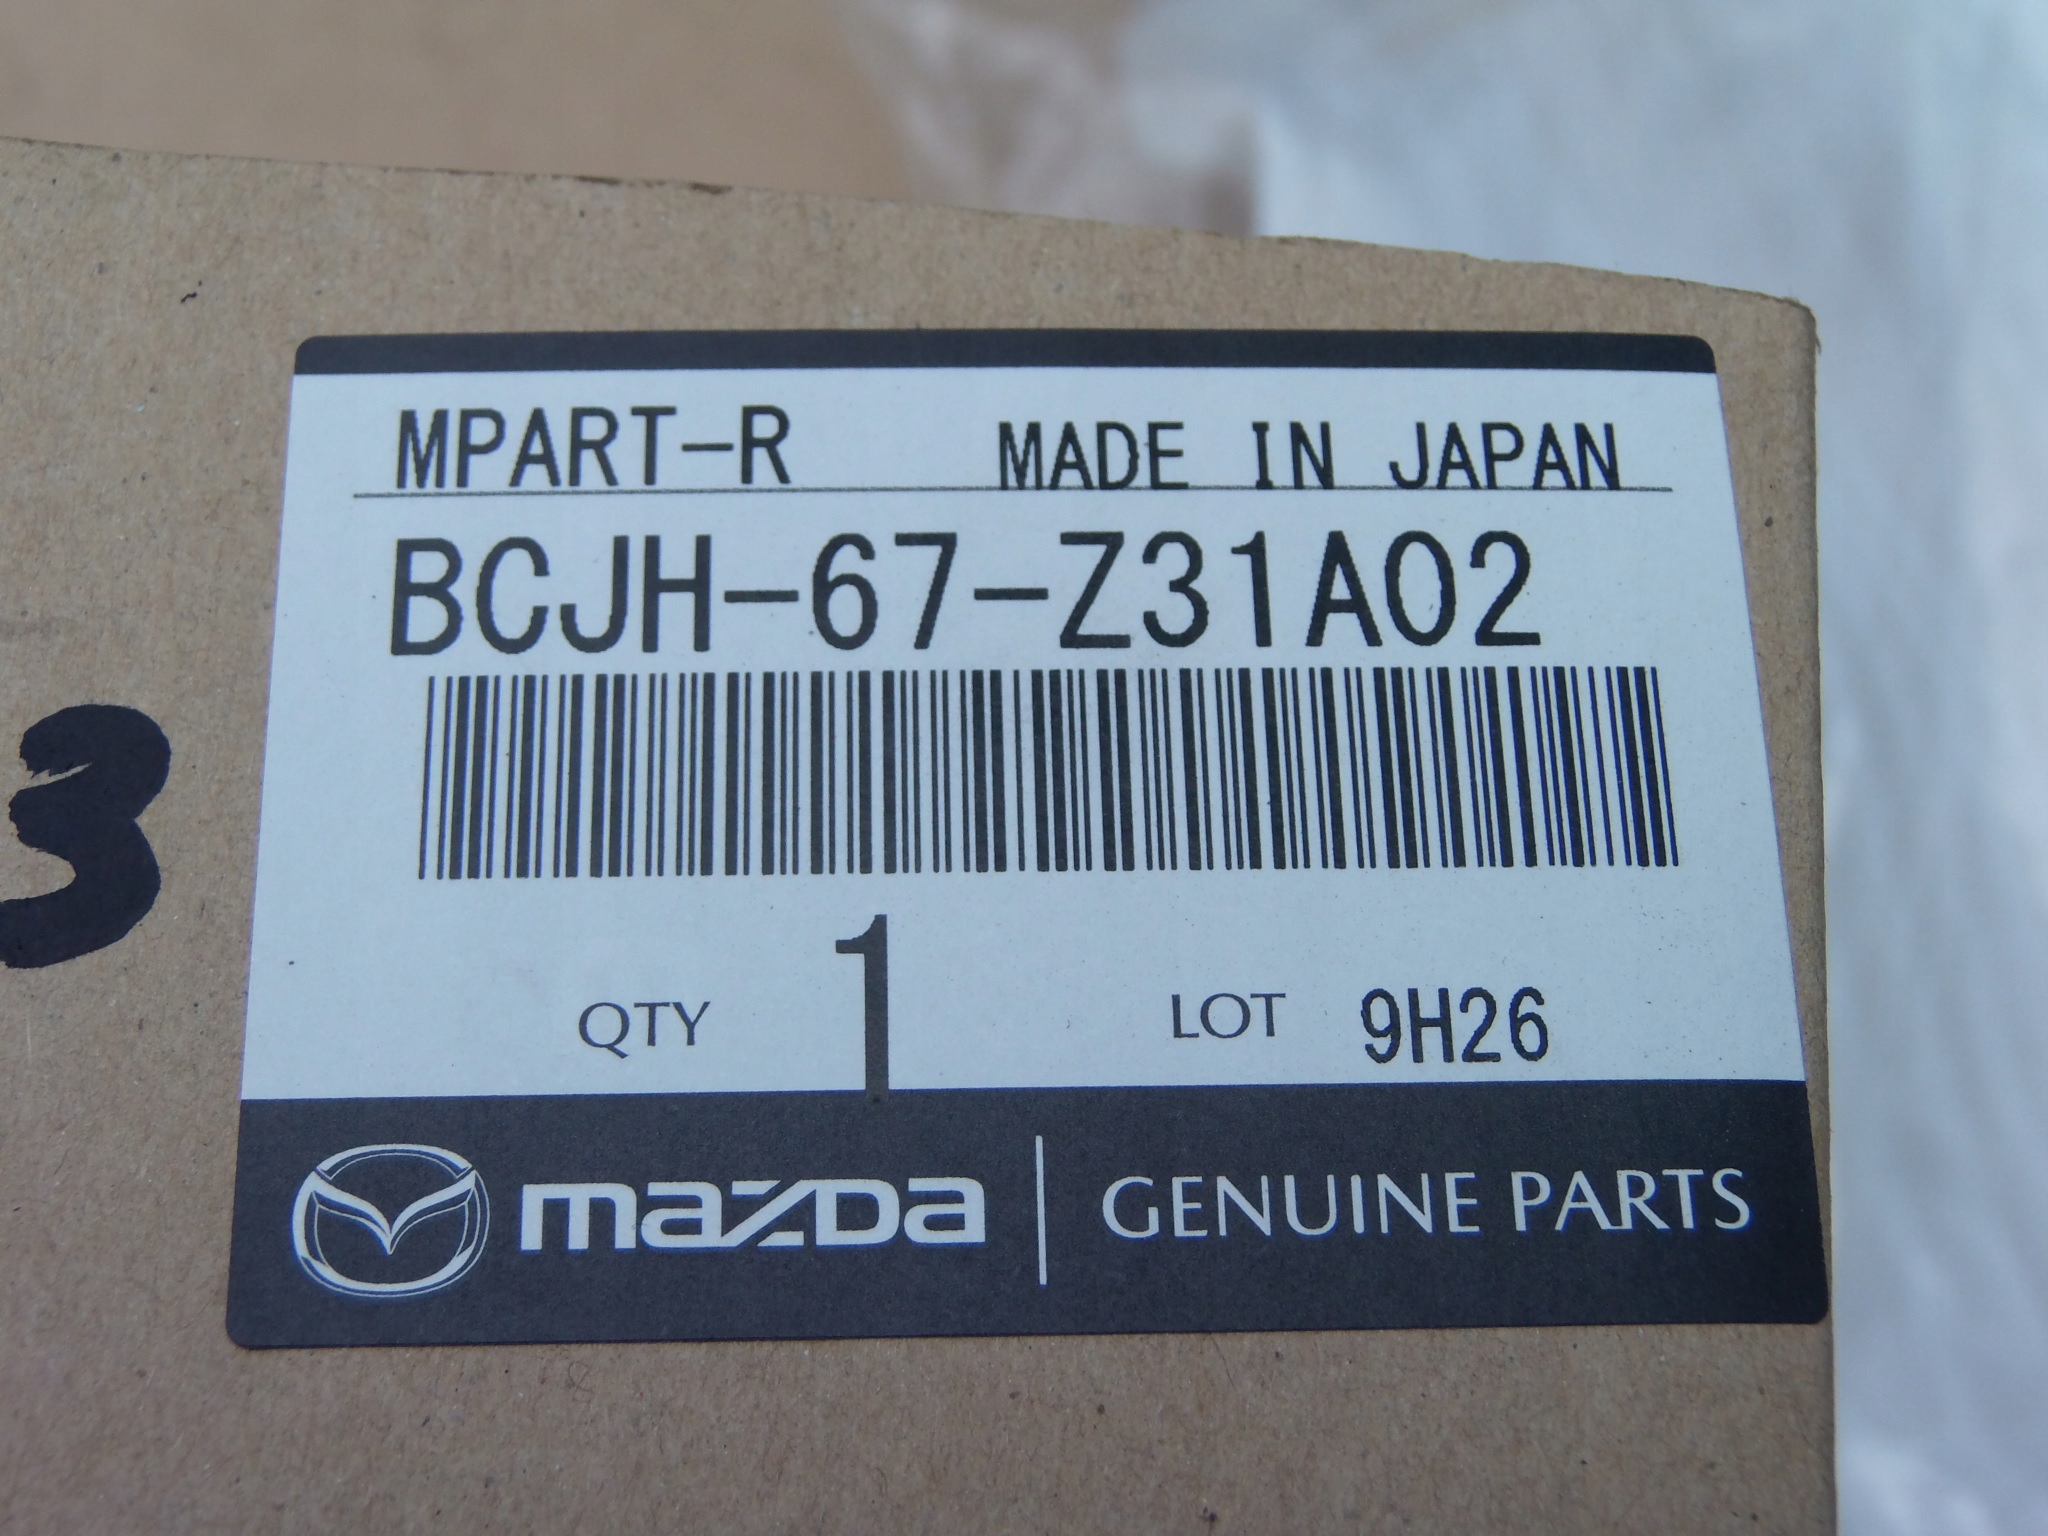 MPART-R MADE IN JAPAN
BCJH-67-Z31A02
3
QTY 1 LOT 9H26
mazda GENUINE PARTS